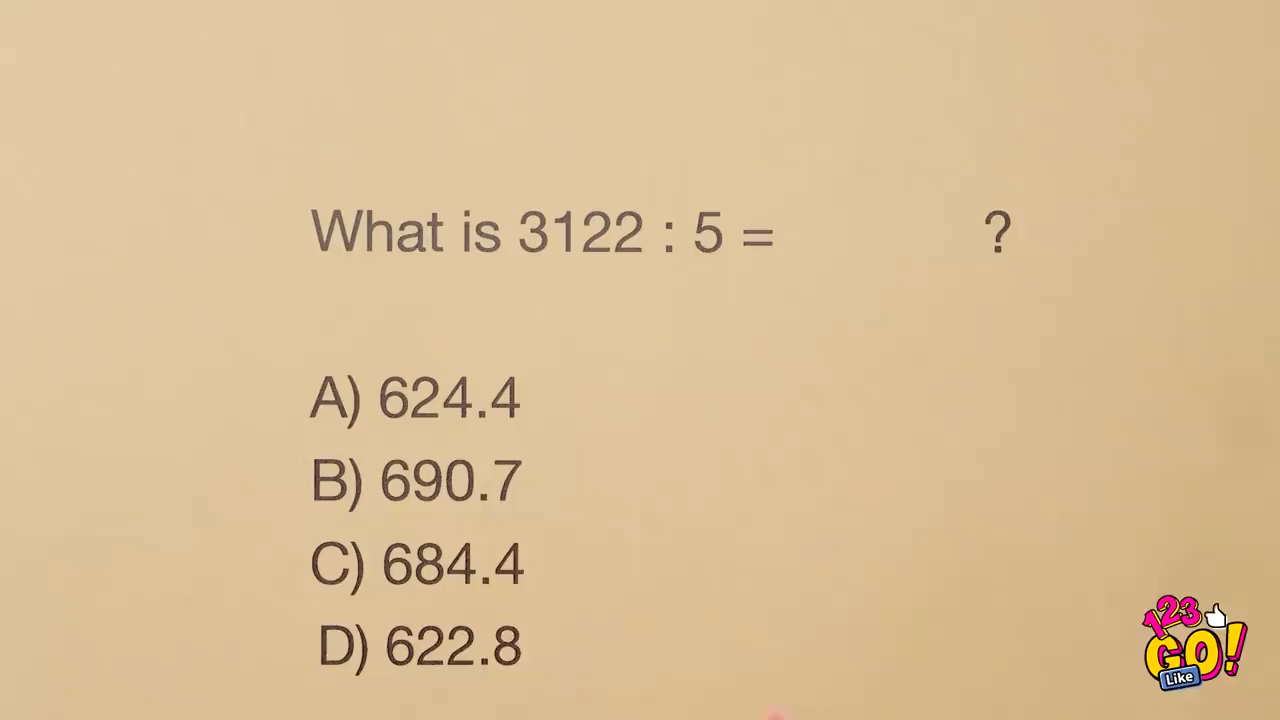 What is 3122 : 5 = ?
A) 624.4
B) 690.7
C) 684.4
D) 622.8
123
GO!
Like